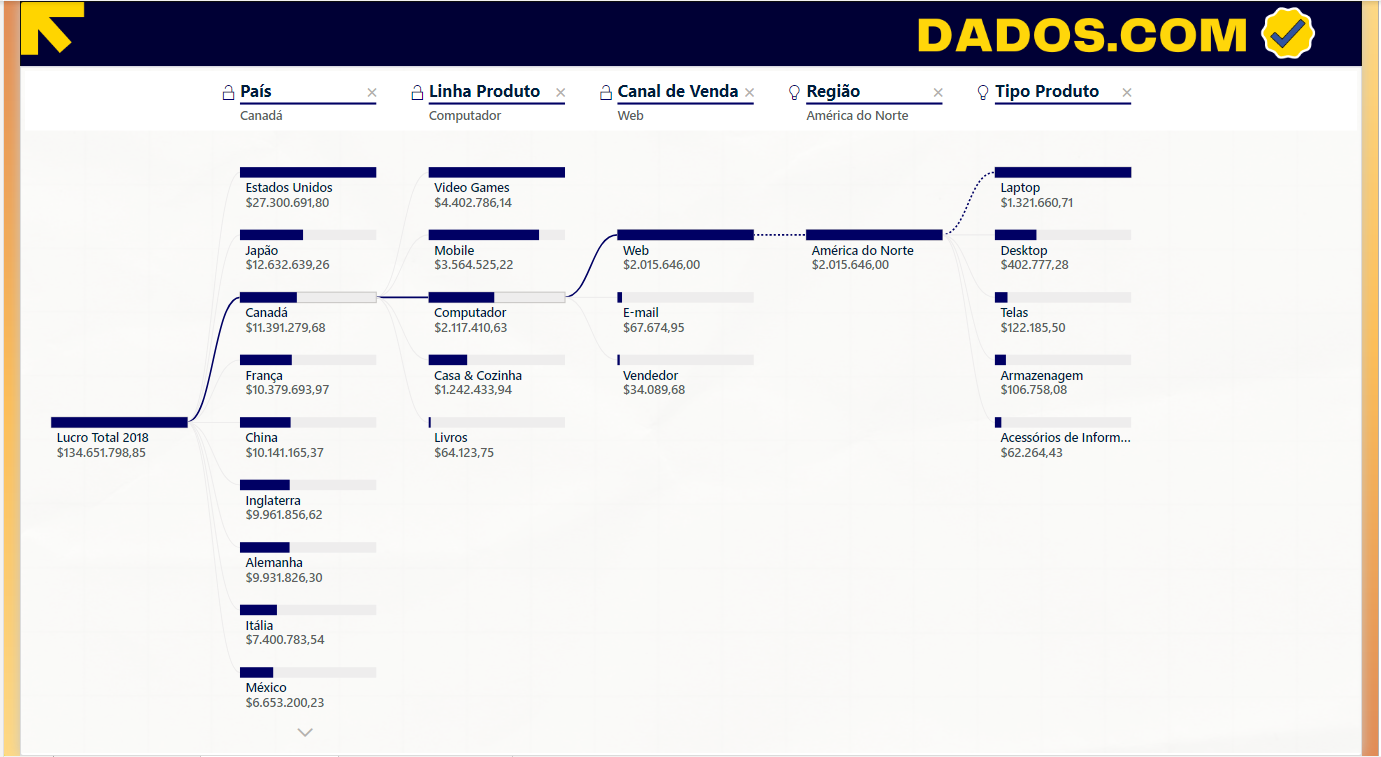 DADOS.COM
País
Canadá
Linha Produto
Computador
Canal de Venda
Web
Região
América do Norte
Tipo Produto
Laptop
Lucro Total 2018
$134.651.798,85
Estados Unidos
$27.300.691,80
Japão
$12.632.639,26
Canadá
$11.391.279,68
França
$10.379.693,97
China
$10.141.165,37
Inglaterra
$9.961.856,62
Alemanha
$9.931.826,30
Itália
$7.400.783,54
México
$6.653.200,23
Video Games
$4.402.786,14
Mobile
$3.564.525,22
Computador
$2.117.410,63
Casa & Cozinha
$1.242.433,94
Livros
$64.123,75
Web
$2.015.646,00
E-mail
$67.674,95
Vendedor
$34.089,68
América do Norte
$2.015.646,00
$1.321.660,71
Desktop
$402.777,28
Telas
$122.185,50
Armazenagem
$106.758,08
Acessórios de Inform...
$62.264,43